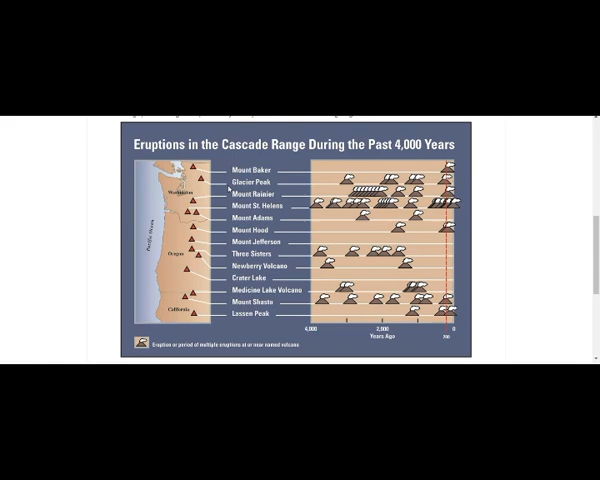 Eruptions in the Cascade Range During the Past 4,000 Years
Mount Baker
Glacier Peak
Mount Rainier
Washington
Mount St. Helens
Mount Adams
Mount Hood
Pacific Ocean
Mount Jefferson
Three Sisters
Oregon
Newberry Volcano
Crater Lake
Medicine Lake Volcano
Mount Shasta
California
Lassen Peak
4,000
2,000
0
200
Years Ago
Eruption or period of multiple eruptions at or near named volcano